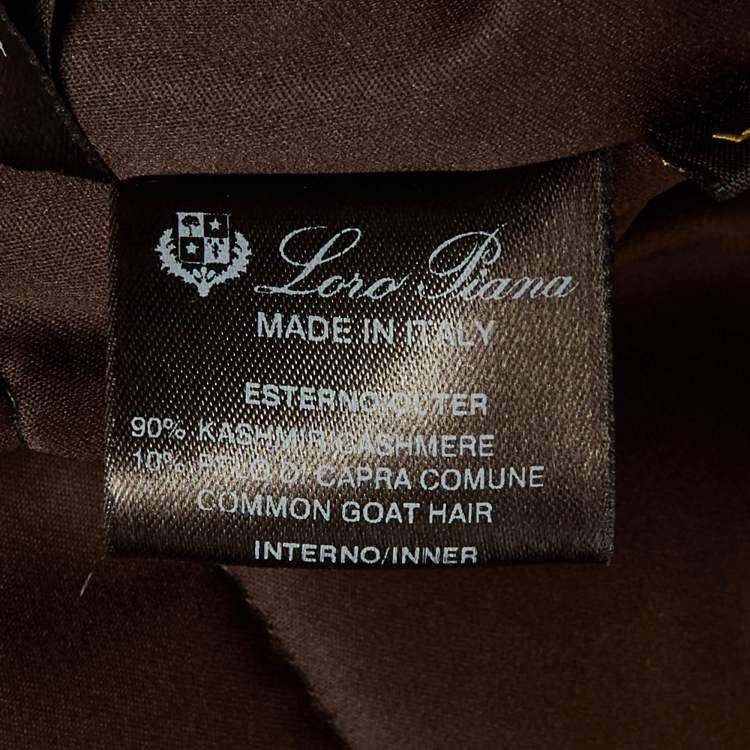 Loro Piana
MADE IN ITALY
ESTERNO/OUTER
90% KASHMIR/CASHMERE
10% PELO DI CAPRA COMUNE
COMMON GOAT HAIR
INTERNO/INNER